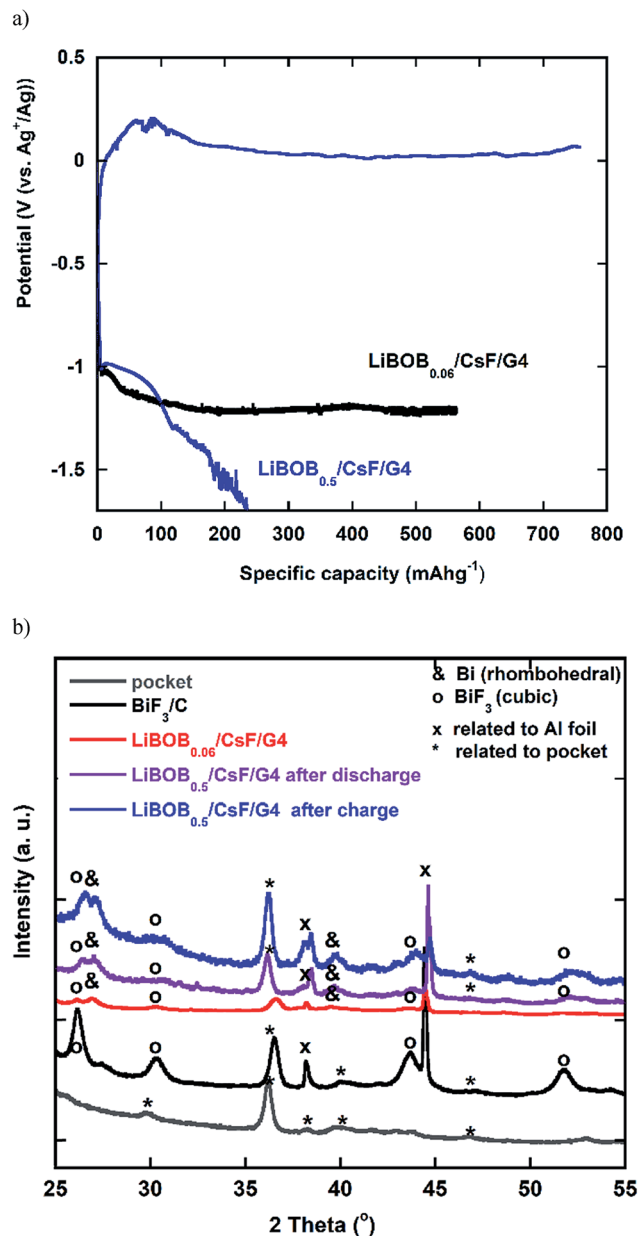 a)
0.5
0
-0.5
-1
-1.5
Potential (V (vs. Ag⁺/Ag))
LiBOB₀.₀₆/CsF/G4
LiBOB₀.₅/CsF/G4
0 100 200 300 400 500 600 700 800
Specific capacity (mAhg⁻¹)
b)
pocket
BiF₃/C
LiBOB₀.₀₆/CsF/G4
LiBOB₀.₅/CsF/G4 after discharge
LiBOB₀.₅/CsF/G4 after charge
& Bi (rhombohedral)
o BiF₃ (cubic)
x related to Al foil
* related to pocket
Intensity (a. u.)
o & o * x & o x * o
o & o * x & o * o
o & o * & o * o
o o * x * o * o
* * * * *
25 30 35 40 45 50 55
2 Theta (°)